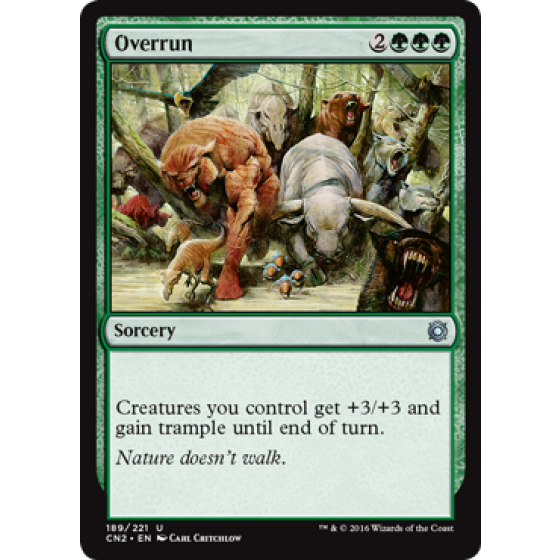 Overrun 2
Sorcery
Creatures you control get +3/+3 and
gain trample until end of turn.
Nature doesn't walk.
189/221 U
CN2 • EN Carl Critchlow
™ & © 2016 Wizards of the Coast